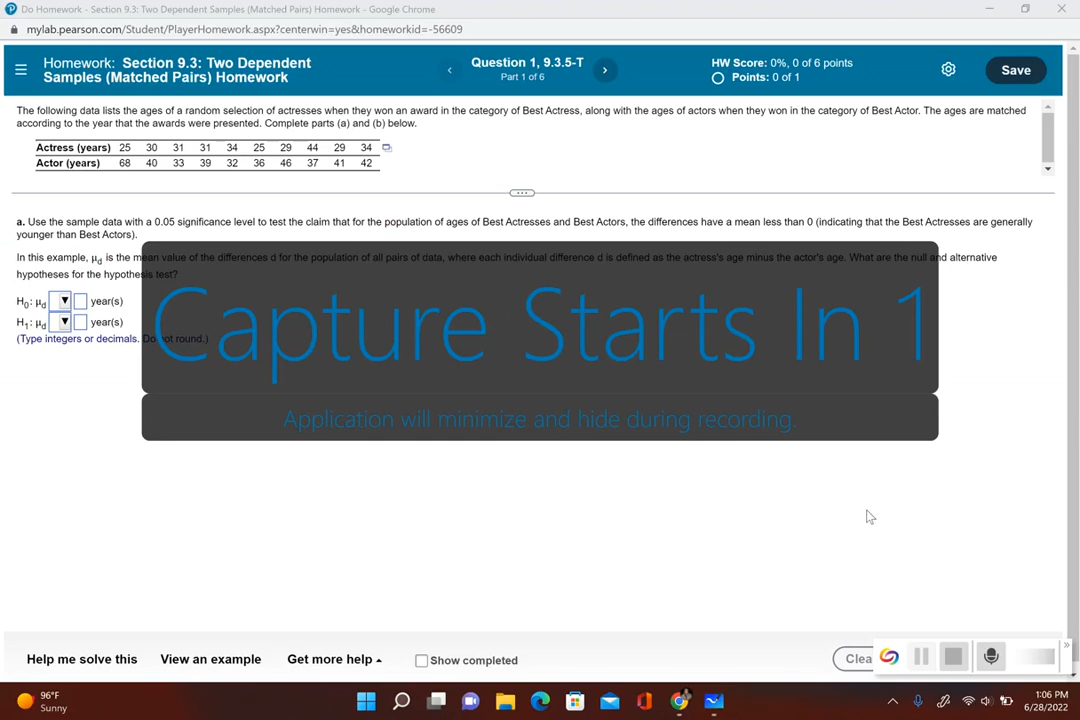 Do Homework - Section 9.3: Two Dependent Samples (Matched Pairs) Homework - Google Chrome
mylab.pearson.com/Student/PlayerHomework.aspx?centerwin=yes&homeworkid=-56609
Homework: Section 9.3: Two Dependent Samples (Matched Pairs) Homework
Question 1, 9.3.5-T
Part 1 of 6
HW Score: 0%, 0 of 6 points
Points: 0 of 1
Save
The following data lists the ages of a random selection of actresses when they won an award in the category of Best Actress, along with the ages of actors when they won in the category of Best Actor. The ages are matched
according to the year that the awards were presented. Complete parts (a) and (b) below.
Actress (years) 25 30 31 31 34 25 29 44 29 34
Actor (years) 68 40 33 39 32 36 46 37 41 42
a. Use the sample data with a 0.05 significance level to test the claim that for the population of ages of Best Actresses and Best Actors, the differences have a mean less than 0 (indicating that the Best Actresses are generally
younger than Best Actors).
In this example, μd is the mean value of the differences d for the population of all pairs of data, where each individual difference d is defined as the actress's age minus the actor's age. What are the null and alternative
hypotheses for the hypothesis test?
H0: μd year(s)
H1: μd year(s)
(Type integers or decimals. Do not round.)
Capture Starts In 1
Application will minimize and hide during recording.
Help me solve this
View an example
Get more help
Show completed
Clea
96°F
Sunny
1:06 PM
6/28/2022